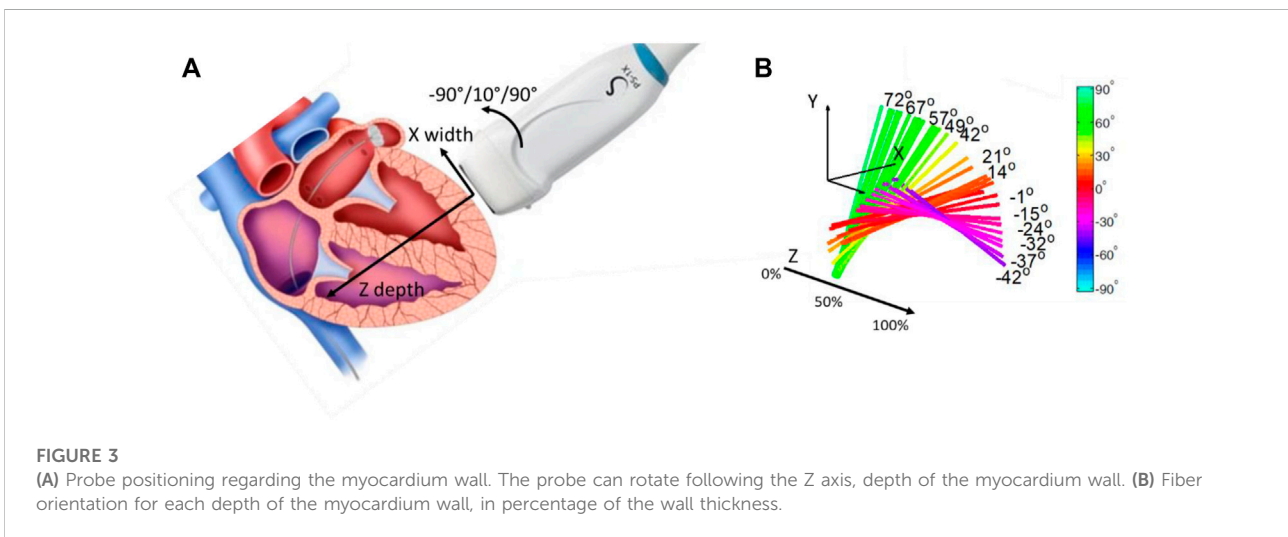 A
-90°/10°/90°
X width
Z depth
P5-1X
B
Y
X
Z
0%
50%
100%
72°
67°
57°
49°
42°
21°
14°
-1°
-15°
-24°
-32°
-37°
-42°
90°
60°
30°
0°
-30°
-60°
-90°
FIGURE 3
(A) Probe positioning regarding the myocardium wall. The probe can rotate following the Z axis, depth of the myocardium wall. (B) Fiber
orientation for each depth of the myocardium wall, in percentage of the wall thickness.